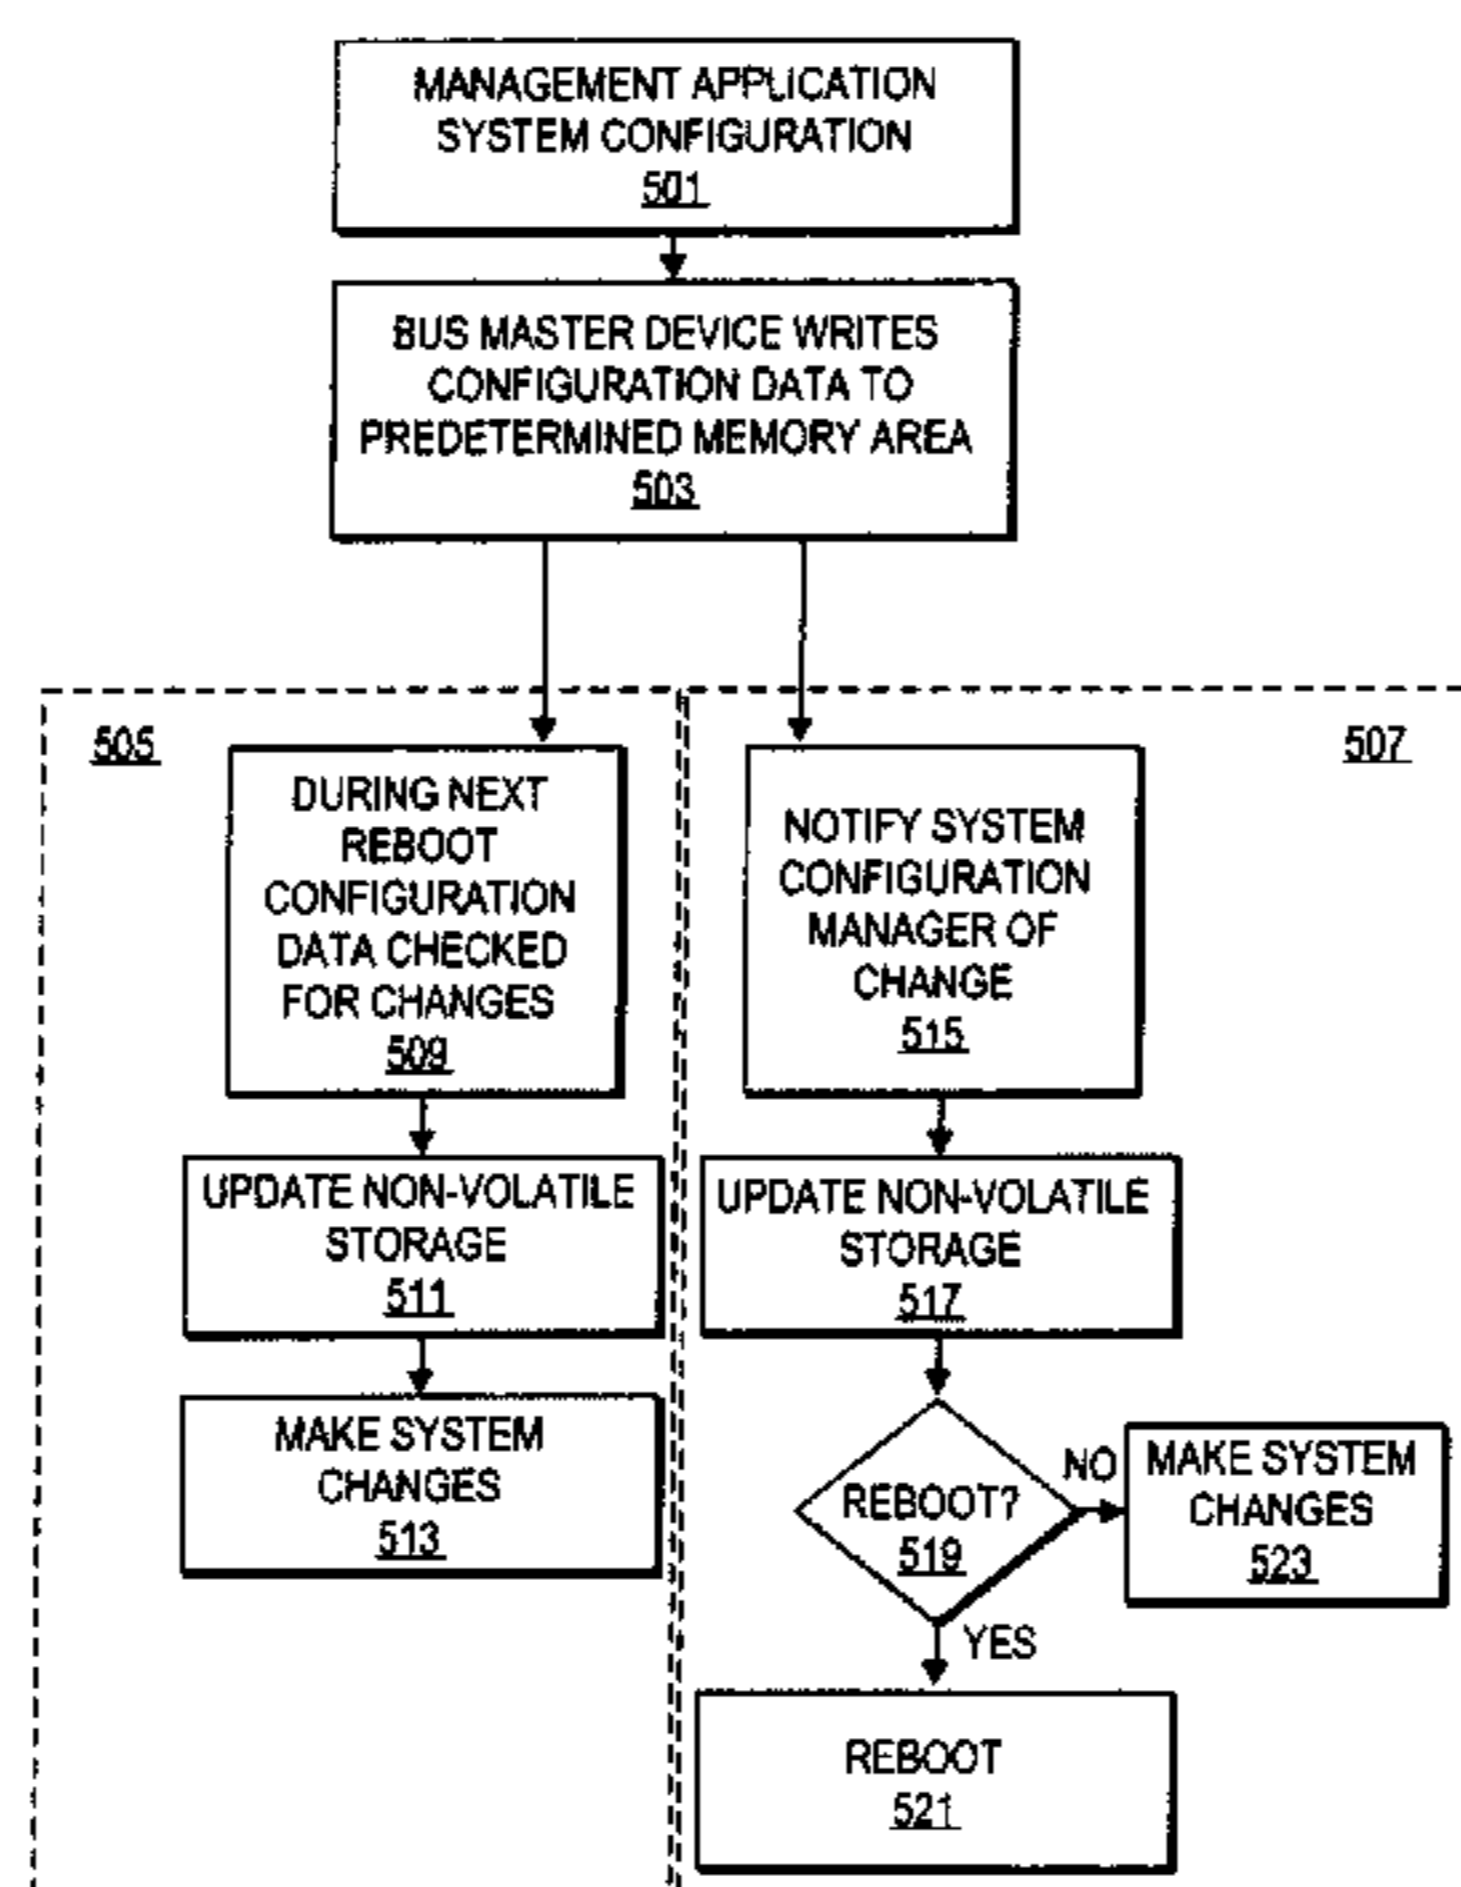 MANAGEMENT APPLICATION
SYSTEM CONFIGURATION
501
BUS MASTER DEVICE WRITES
CONFIGURATION DATA TO
PREDETERMINED MEMORY AREA
503
505
DURING NEXT
REBOOT
CONFIGURATION
DATA CHECKED
FOR CHANGES
509
UPDATE NON-VOLATILE
STORAGE
511
MAKE SYSTEM
CHANGES
513
507
NOTIFY SYSTEM
CONFIGURATION
MANAGER OF
CHANGE
515
UPDATE NON-VOLATILE
STORAGE
517
REBOOT?
519
NO
MAKE SYSTEM
CHANGES
523
YES
REBOOT
521